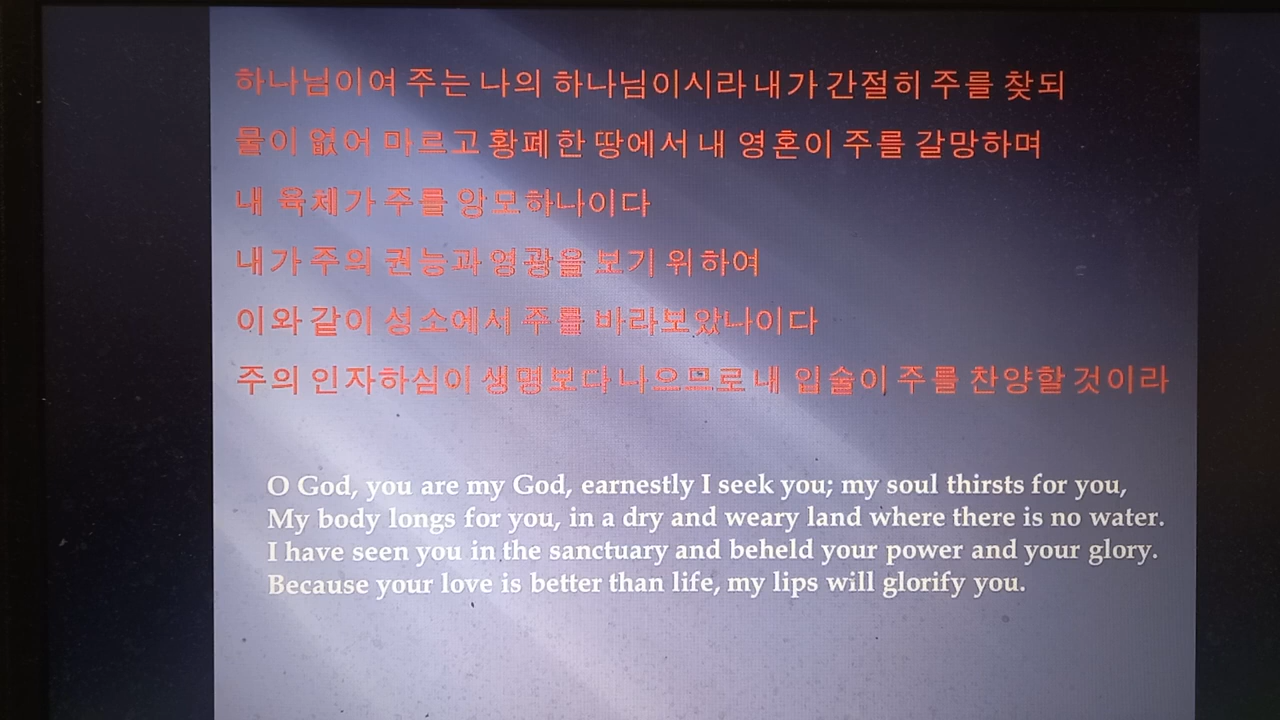 하나님이여 주는 나의 하나님이시라 내가 간절히 주를 찾되
물이 없어 마르고 황폐한 땅에서 내 영혼이 주를 갈망하며
내 육체가 주를 앙모하나이다
내가 주의 권능과 영광을 보기 위하여
이와 같이 성소에서 주를 바라보았나이다
주의 인자하심이 생명보다 나으므로 내 입술이 주를 찬양할 것이라
O God, you are my God, earnestly I seek you; my soul thirsts for you,
My body longs for you, in a dry and weary land where there is no water.
I have seen you in the sanctuary and beheld your power and your glory.
Because your love is better than life, my lips will glorify you.